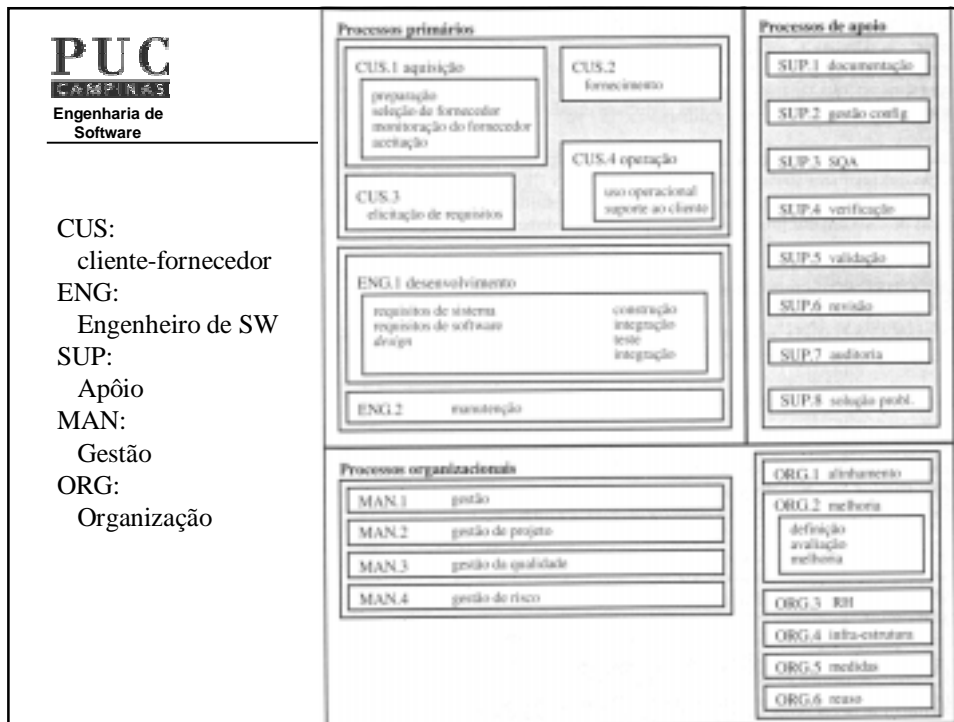 PUC
CAMPINAS
Engenharia de
Software
CUS:
cliente-fornecedor
ENG:
Engenheiro de SW
SUP:
Apôio
MAN:
Gestão
ORG:
Organização
Processos primários
CUS.1 aquisição
preparação
seleção de fornecedor
monitoração do fornecedor
aceitação
CUS.2
fornecimento
CUS.3
elicitação de requisitos
CUS.4 operação
uso operacional
suporte ao cliente
ENG.1 desenvolvimento
requisitos de sistema
requisitos de software
design
construção
integração
teste
integração
ENG.2 manutenção
Processos de apoio
SUP.1 documentação
SUP.2 gestão config
SUP.3 SQA
SUP.4 verificação
SUP.5 validação
SUP.6 revisão
SUP.7 auditoria
SUP.8 solução probl.
Processos organizacionais
MAN.1 gestão
MAN.2 gestão de projeto
MAN.3 gestão da qualidade
MAN.4 gestão de risco
ORG.1 alinhamento
ORG.2 melhoria
definição
avaliação
melhoria
ORG.3 RH
ORG.4 infra-estrutura
ORG.5 medidas
ORG.6 reuso